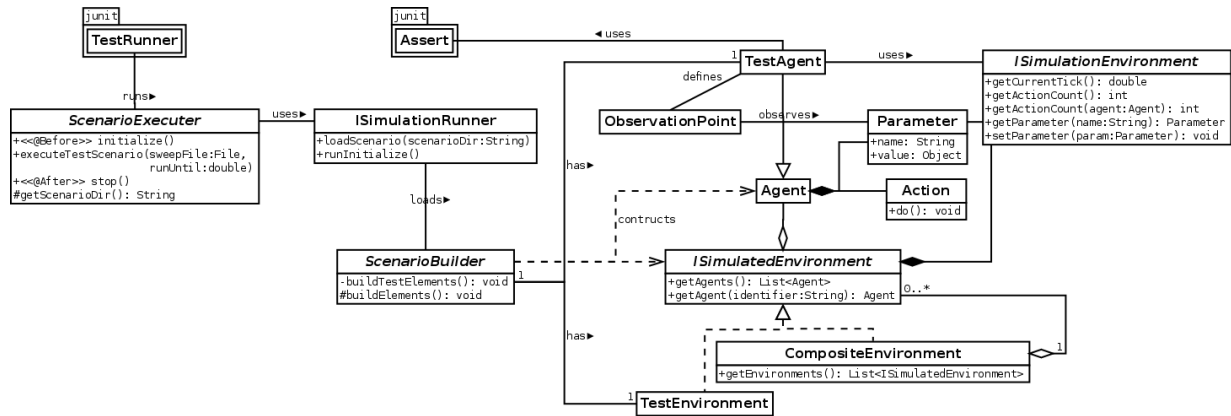 junit
TestRunner
runs▶
ScenarioExecuter
+<<@Before>> initialize()
+executeTestScenario(sweepFile:File,
runUntil:double)
+<<@After>> stop()
#getScenarioDir(): String
uses▶
ISimulationRunner
+loadScenario(scenarioDir:String)
+runInitialize()
loads▶
ScenarioBuilder
-buildTestElements(): void
#buildElements(): void
1
junit
Assert
◀ uses
1
TestAgent
defines
ObservationPoint
observes▶
uses▶
ISimulationEnvironment
+getCurrentTick(): double
+getActionCount(): int
+getActionCount(agent:Agent): int
+getParameter(name:String): Parameter
+setParameter(param:Parameter): void
Parameter
+name: String
+value: Object
has▶
Agent
Action
+do(): void
contructs
ISimulatedEnvironment
+getAgents(): List<Agent>
+getAgent(identifier:String): Agent
0..*
has▶
CompositeEnvironment
+getEnvironments(): List<ISimulatedEnvironment>
1
1
TestEnvironment